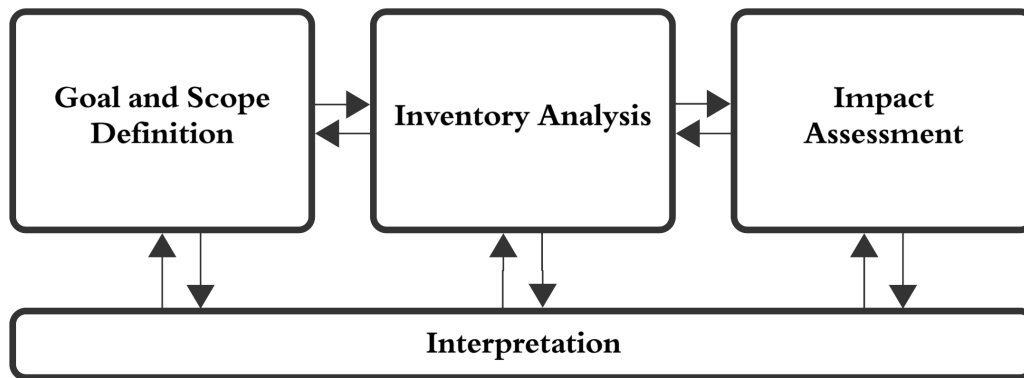 Goal and Scope
Definition
Inventory Analysis
Impact
Assessment
Interpretation